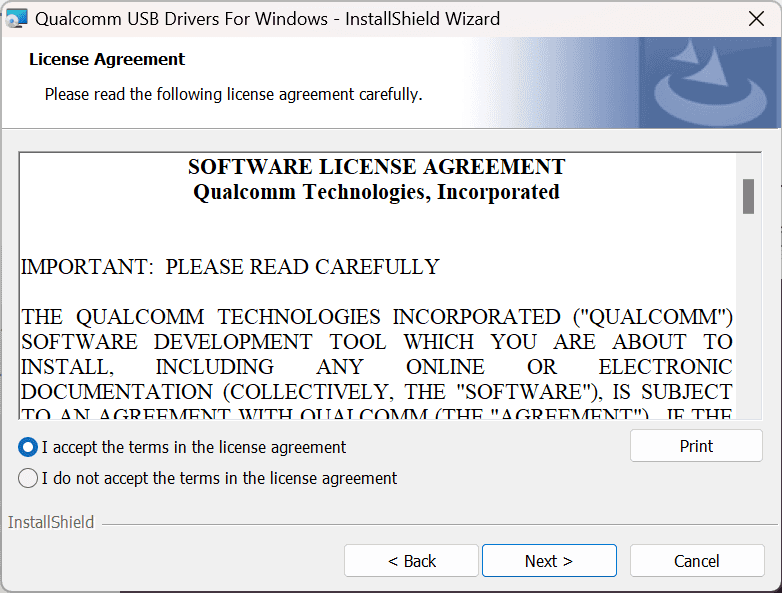 Qualcomm USB Drivers For Windows - InstallShield Wizard
License Agreement
Please read the following license agreement carefully.
SOFTWARE LICENSE AGREEMENT
Qualcomm Technologies, Incorporated
IMPORTANT:  PLEASE READ CAREFULLY
THE QUALCOMM TECHNOLOGIES INCORPORATED ("QUALCOMM")
SOFTWARE DEVELOPMENT TOOL WHICH YOU ARE ABOUT TO
INSTALL, INCLUDING ANY ONLINE OR ELECTRONIC
DOCUMENTATION (COLLECTIVELY, THE "SOFTWARE"), IS SUBJECT
TO AN AGREEMENT WITH QUALCOMM (THE "AGREEMENT"). IF THE
I accept the terms in the license agreement
Print
I do not accept the terms in the license agreement
InstallShield
< Back
Next >
Cancel